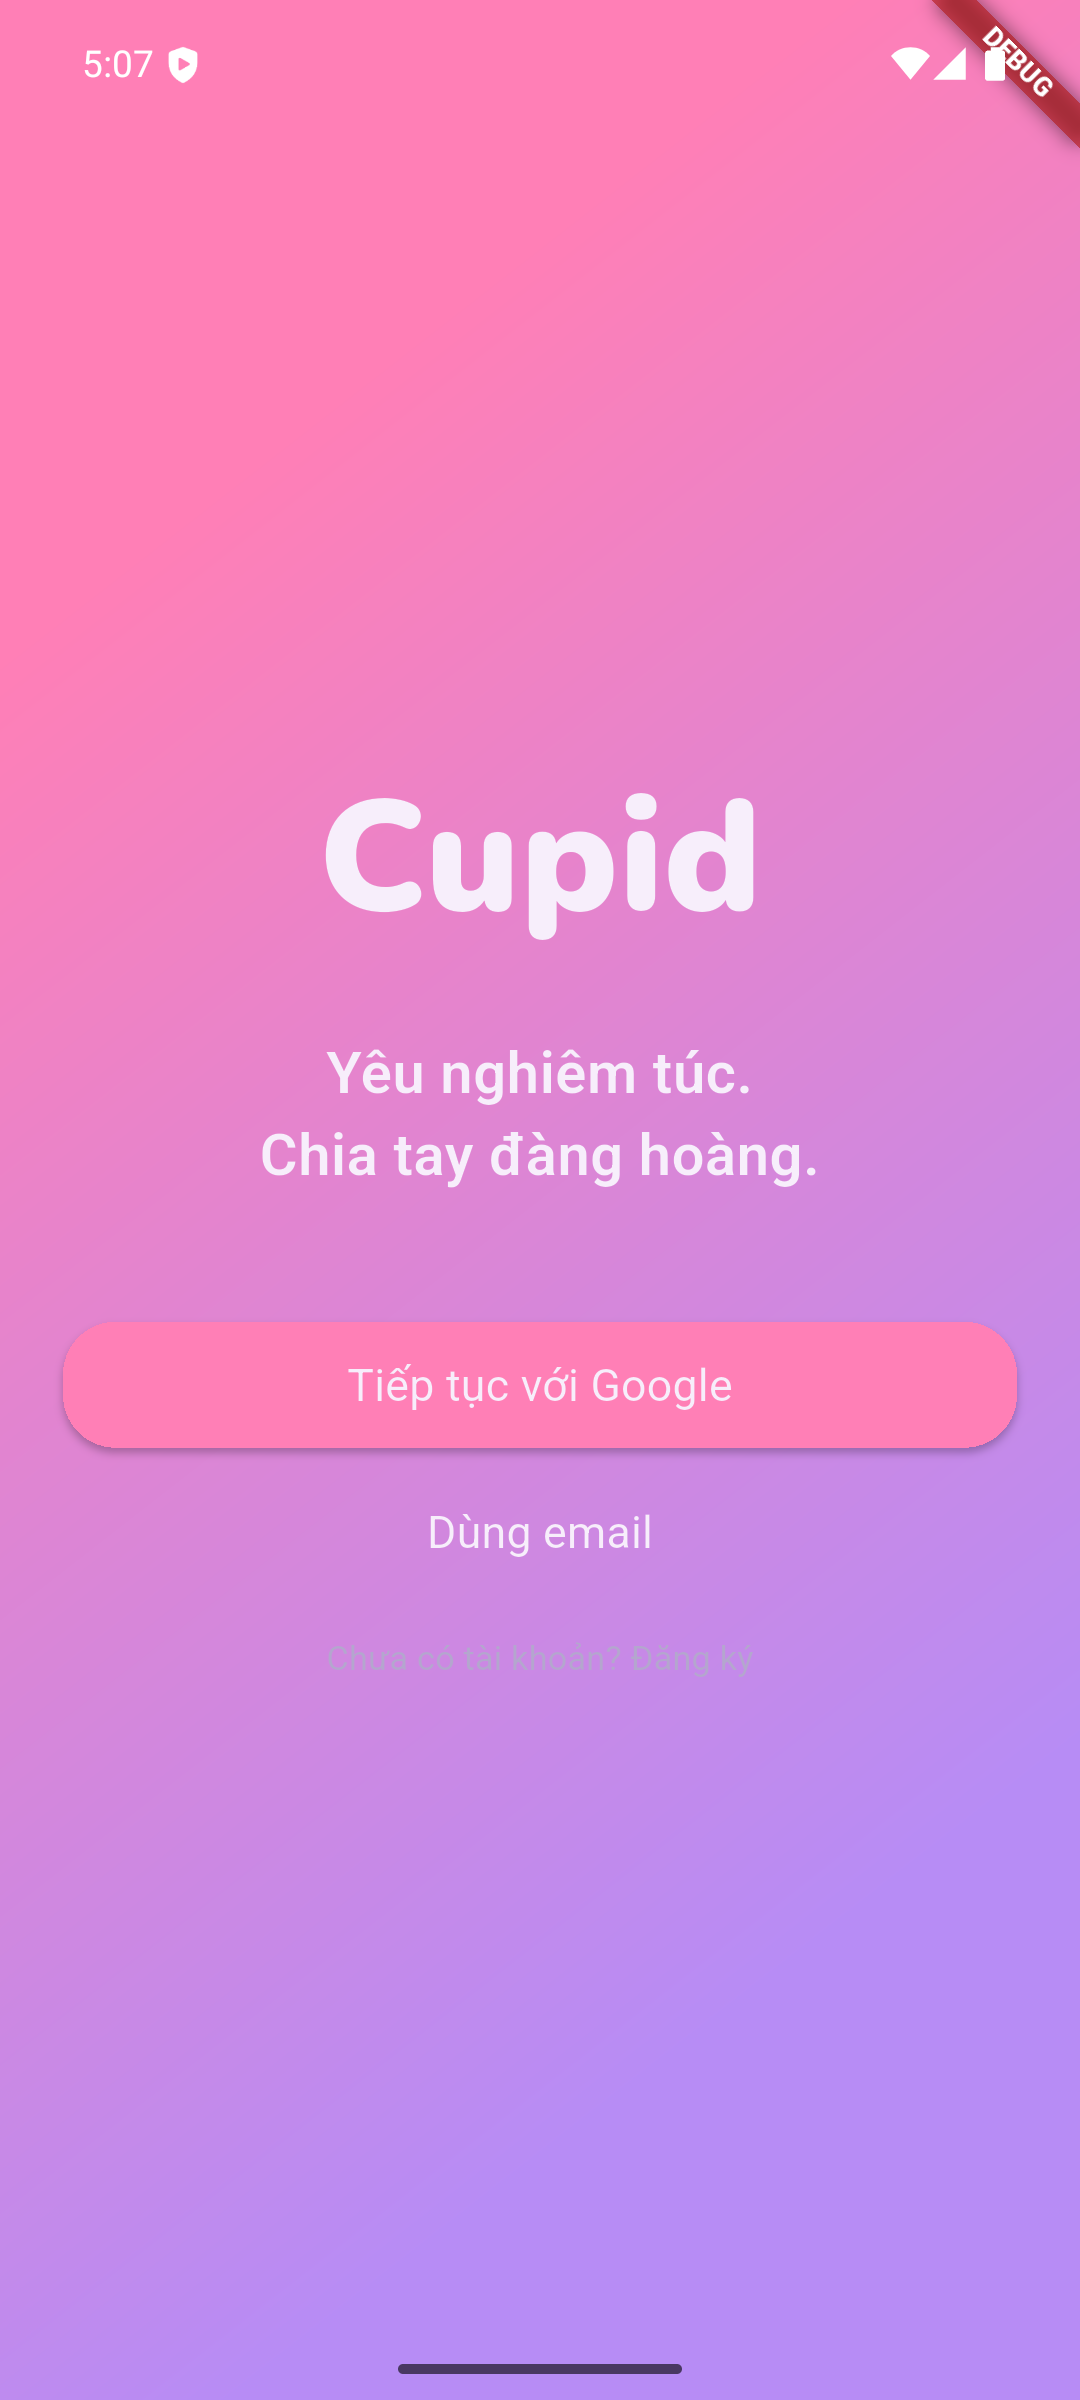 5:07
DEBUG
Cupid
Yêu nghiêm túc.
Chia tay đàng hoàng.
Tiếp tục với Google
Dùng email
Chưa có tài khoản? Đăng ký